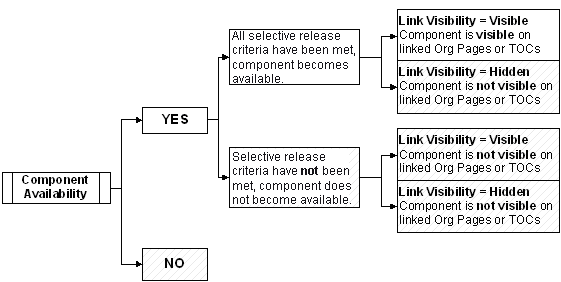 All selective release
criteria have been met,
component becomes
available.
Link Visibility = Visible
Component is visible on
linked Org Pages or TOCs
Link Visibility = Hidden
Component is not visible on
linked Org Pages or TOCs
YES
Selective release
criteria have not been
met, component does
not become available.
Link Visibility = Visible
Component is not visible on
linked Org Pages or TOCs
Link Visibility = Hidden
Component is not visible on
linked Org Pages or TOCs
Component
Availability
NO